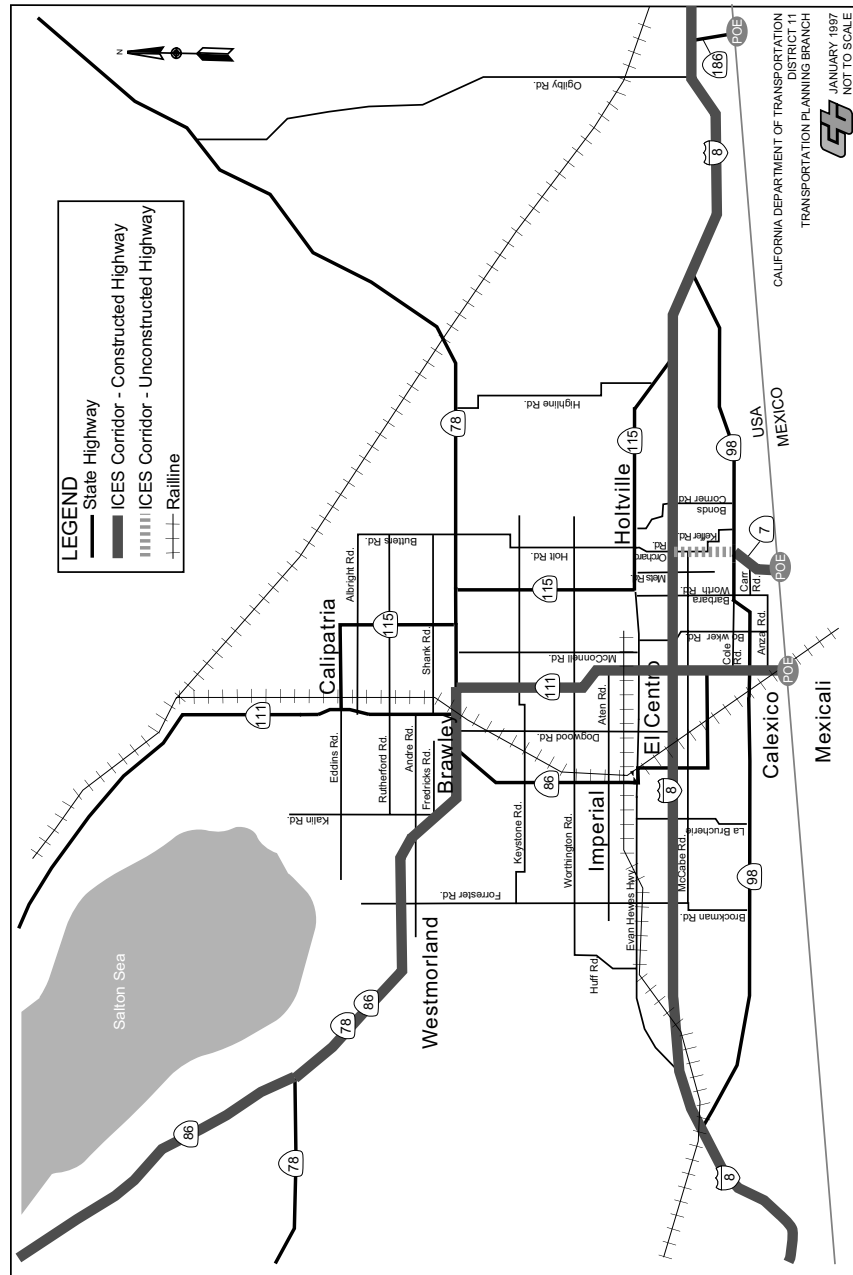 LEGEND
State Highway
ICES Corridor - Constructed Highway
ICES Corridor - Unconstructed Highway
Railline
N
Salton Sea
86
78
78
86
Westmorland
111
Calipatria
115
Albright Rd.
Butters Rd.
Eddins Rd.
Rutherford Rd.
Andre Rd.
Fredricks Rd.
Shank Rd.
Kalin Rd.
Brawley
78
Ogilby Rd.
Highline Rd.
Forrester Rd.
Keystone Rd.
Worthington Rd.
Huff Rd.
Imperial
86
Dogwood Rd.
111
Aten Rd.
McConnell Rd.
115
Holt Rd.
Holtville
115
Evan Hewes Hwy.
El Centro
8
McCabe Rd.
La Brucherie
Brockman Rd.
98
8
Mets Rd.
Orchard
Rd.
Keffer Rd.
Bonds
Corner Rd
Barbara
Worth Rd.
Bowker Rd.
Cole
Rd.
Anza Rd.
Carr
Rd.
7
98
POE
POE
Calexico
Mexicali
USA
MEXICO
8
186
POE
CALIFORNIA DEPARTMENT OF TRANSPORTATION
DISTRICT 11
TRANSPORTATION PLANNING BRANCH
ct
JANUARY 1997
NOT TO SCALE